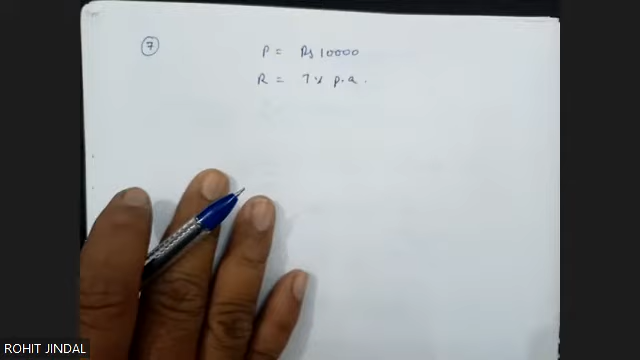 7
P = Rs 10000
R = 7% p.a.
ROHIT JINDAL